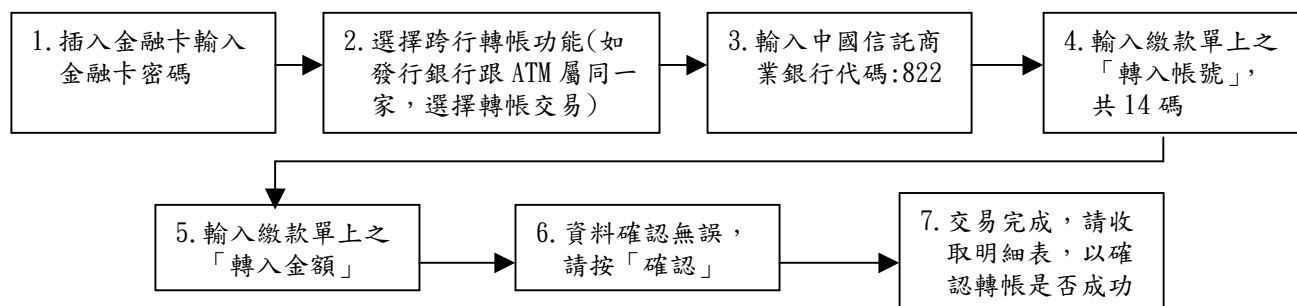 1.插入金融卡輸入
金融卡密碼
2.選擇跨行轉帳功能(如
發行銀行跟 ATM 屬同一
家，選擇轉帳交易)
3.輸入中國信託商
業銀行代碼:822
4.輸入繳款單上之
「轉入帳號」,
共 14 碼
5.輸入繳款單上之
「轉入金額」
6.資料確認無誤，
請按「確認」
7.交易完成，請收
取明細表，以確
認轉帳是否成功